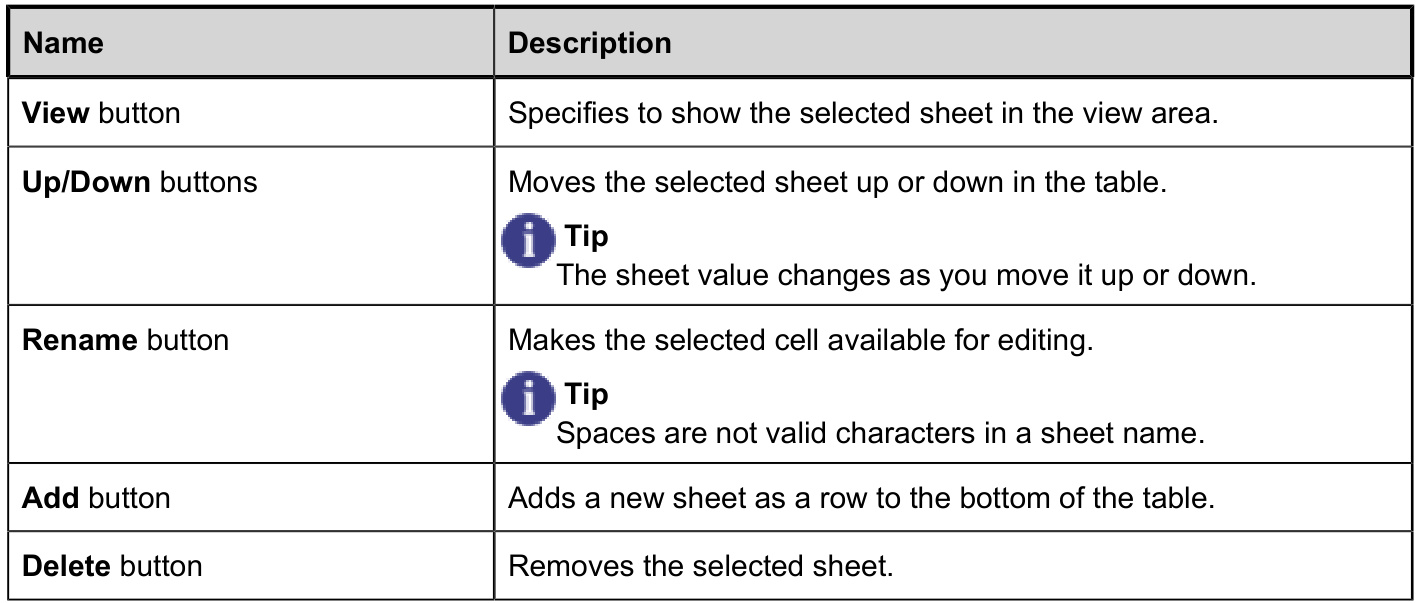 Name Description
View button Specifies to show the selected sheet in the view area.
Up/Down buttons Moves the selected sheet up or down in the table.
i Tip
The sheet value changes as you move it up or down.
Rename button Makes the selected cell available for editing.
i Tip
Spaces are not valid characters in a sheet name.
Add button Adds a new sheet as a row to the bottom of the table.
Delete button Removes the selected sheet.